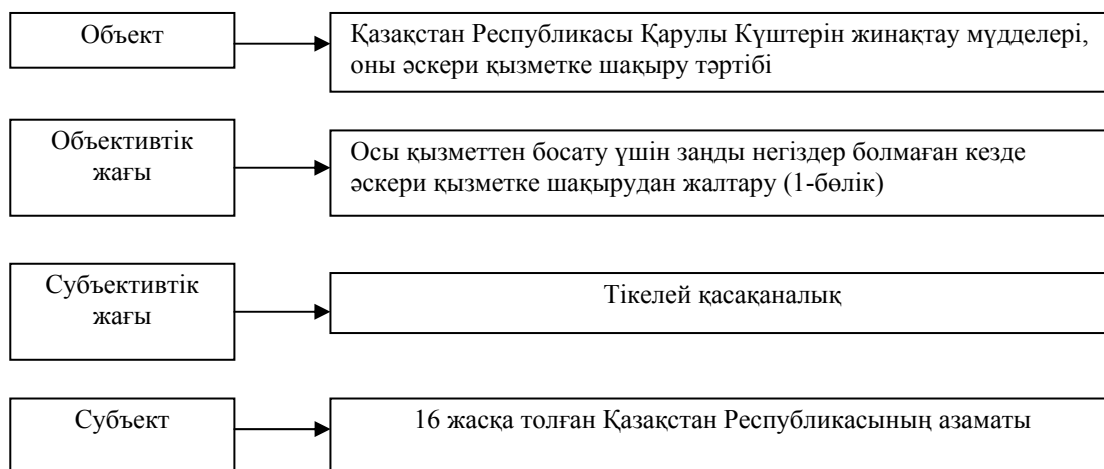 Объект
Қазақстан Республикасы Қарулы Күштерін жинақтау мүдделері,
оны әскери қызметке шақыру тәртібі
Объективтік
жағы
Осы қызметтен босату үшін заңды негіздер болмаған кезде
әскери қызметке шақырудан жалтару (1-бөлік)
Субъективтік
жағы
Тікелей қасақаналық
Субъект
16 жасқа толған Қазақстан Республикасының азаматы